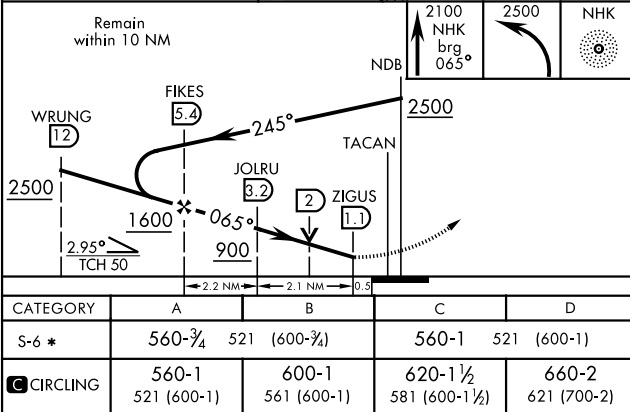 Remain
within 10 NM
2100
NHK
brg
065°
2500
NHK
NDB
FIKES
5.4
WRUNG
12
245°
2500
TACAN
JOLRU
3.2
2
ZIGUS
1.1
2500
1600
065°
900
2.95°
TCH 50
2.2 NM
2.1 NM
0.5
CATEGORY A B C D
S-6 * 560-¾ 521 (600-¾) 560-1 521 (600-1)
C CIRCLING 560-1 600-1 620-1½ 660-2
521 (600-1) 561 (600-1) 581 (600-1½) 621 (700-2)